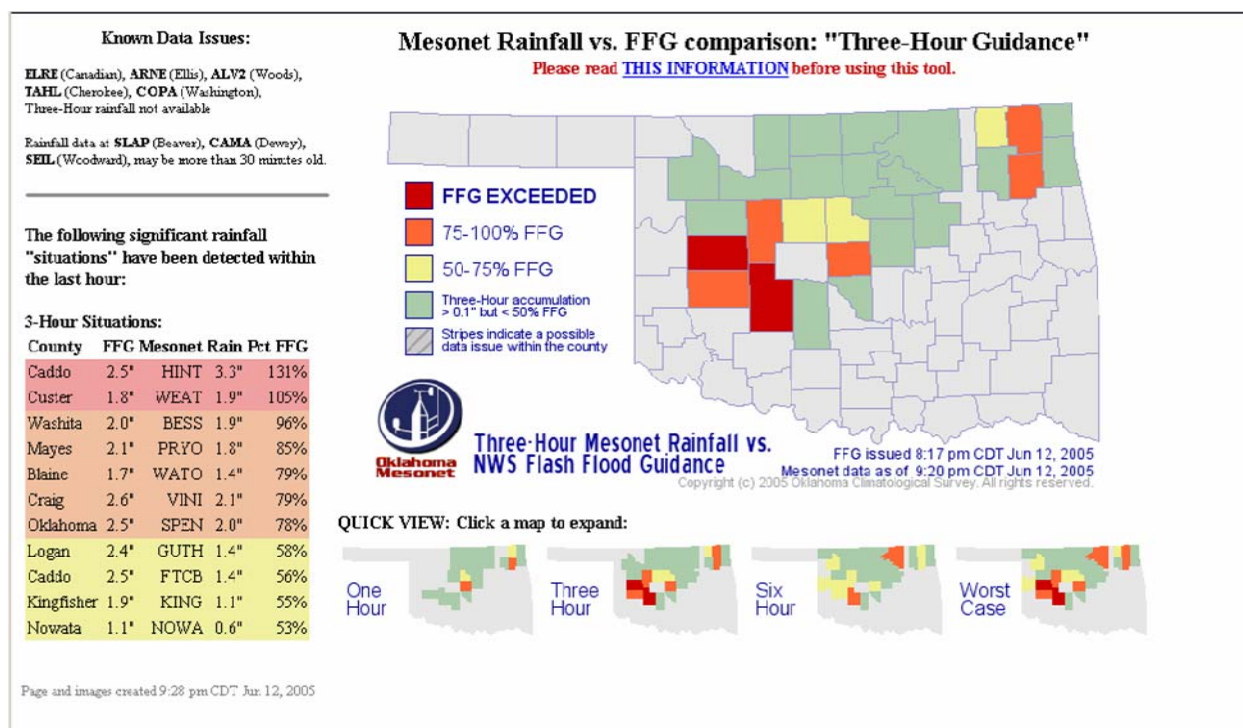 Known Data Issues:
ELRE (Canadian), ARNE (Ellis), ALV2 (Woods),
TAHL (Cherokee), COPA (Washington),
Three-Hour rainfall not available
Rainfall data at SLAP (Beaver), CAMA (Dewey),
SEIL (Woodward), may be more than 30 minutes old.
The following significant rainfall
"situations" have been detected within
the last hour:
3-Hour Situations:
County FFG Mesonet Rain Pct FFG
Caddo 2.5" HINT 3.3" 131%
Custer 1.8" WEAT 1.9" 105%
Washita 2.0" BESS 1.9" 96%
Mayes 2.1" PRYO 1.8" 85%
Blaine 1.7" WATO 1.4" 79%
Craig 2.6" VINI 2.1" 79%
Oklahoma 2.5" SPEN 2.0" 78%
Logan 2.4" GUTH 1.4" 58%
Caddo 2.5" FTCB 1.4" 56%
Kingfisher 1.9" KING 1.1" 55%
Nowata 1.1" NOWA 0.6" 53%
Page and images created 9:28 pm CDT Jun. 12, 2005
Mesonet Rainfall vs. FFG comparison: "Three-Hour Guidance"
Please read THIS INFORMATION before using this tool.
FFG EXCEEDED
75-100% FFG
50-75% FFG
Three-Hour accumulation
> 0.1" but < 50% FFG
Stripes indicate a possible
data issue within the county
Oklahoma
Mesonet
Three-Hour Mesonet Rainfall vs.
NWS Flash Flood Guidance
FFG issued 8:17 pm CDT Jun 12, 2005
Mesonet data as of 9:20 pm CDT Jun 12, 2005
Copyright (c) 2005 Oklahoma Climatological Survey. All rights reserved.
QUICK VIEW: Click a map to expand:
One
Hour
Three
Hour
Six
Hour
Worst
Case